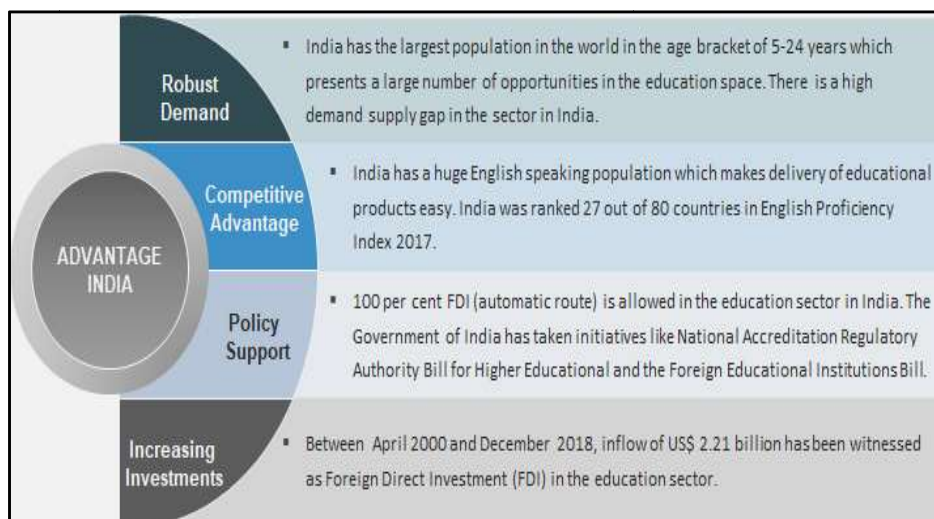 Robust
Demand
▪ India has the largest population in the world in the age bracket of 5-24 years which
presents a large number of opportunities in the education space. There is a high
demand supply gap in the sector in India.
ADVANTAGE
INDIA
Competitive
Advantage
▪ India has a huge English speaking population which makes delivery of educational
products easy. India was ranked 27 out of 80 countries in English Proficiency
Index 2017.
Policy
Support
▪ 100 per cent FDI (automatic route) is allowed in the education sector in India. The
Government of India has taken initiatives like National Accreditation Regulatory
Authority Bill for Higher Educational and the Foreign Educational Institutions Bill.
Increasing
Investments
▪ Between April 2000 and December 2018, inflow of US$ 2.21 billion has been witnessed
as Foreign Direct Investment (FDI) in the education sector.